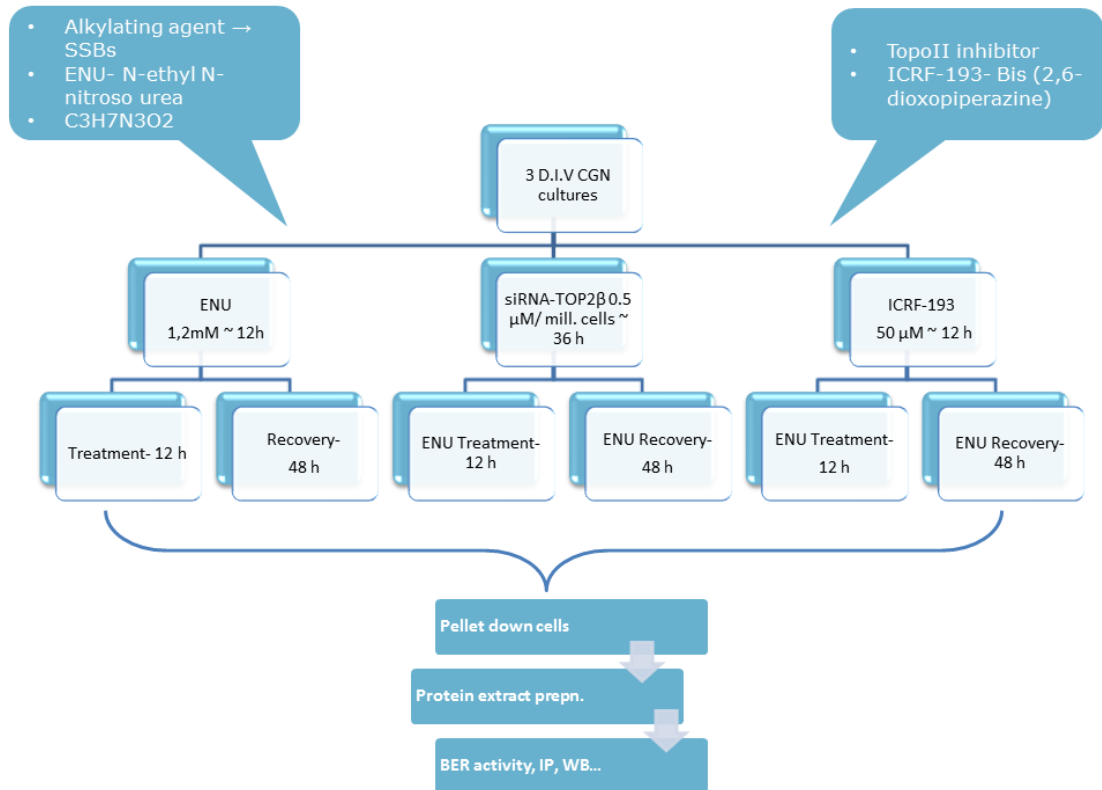 • Alkylating agent →
SSBs
• ENU- N-ethyl N-
nitroso urea
• C3H7N3O2
• TopoII inhibitor
• ICRF-193- Bis (2,6-
dioxopiperazine)
3 D.I.V CGN
cultures
ENU
1,2mM ~ 12h
siRNA-TOP2β 0.5
µM/ mill. cells ~
36 h
ICRF-193
50 µM ~ 12 h
Treatment- 12 h
Recovery-
48 h
ENU Treatment-
12 h
ENU Recovery-
48 h
ENU Treatment-
12 h
ENU Recovery-
48 h
Pellet down cells
Protein extract prepn.
BER activity, IP, WB...